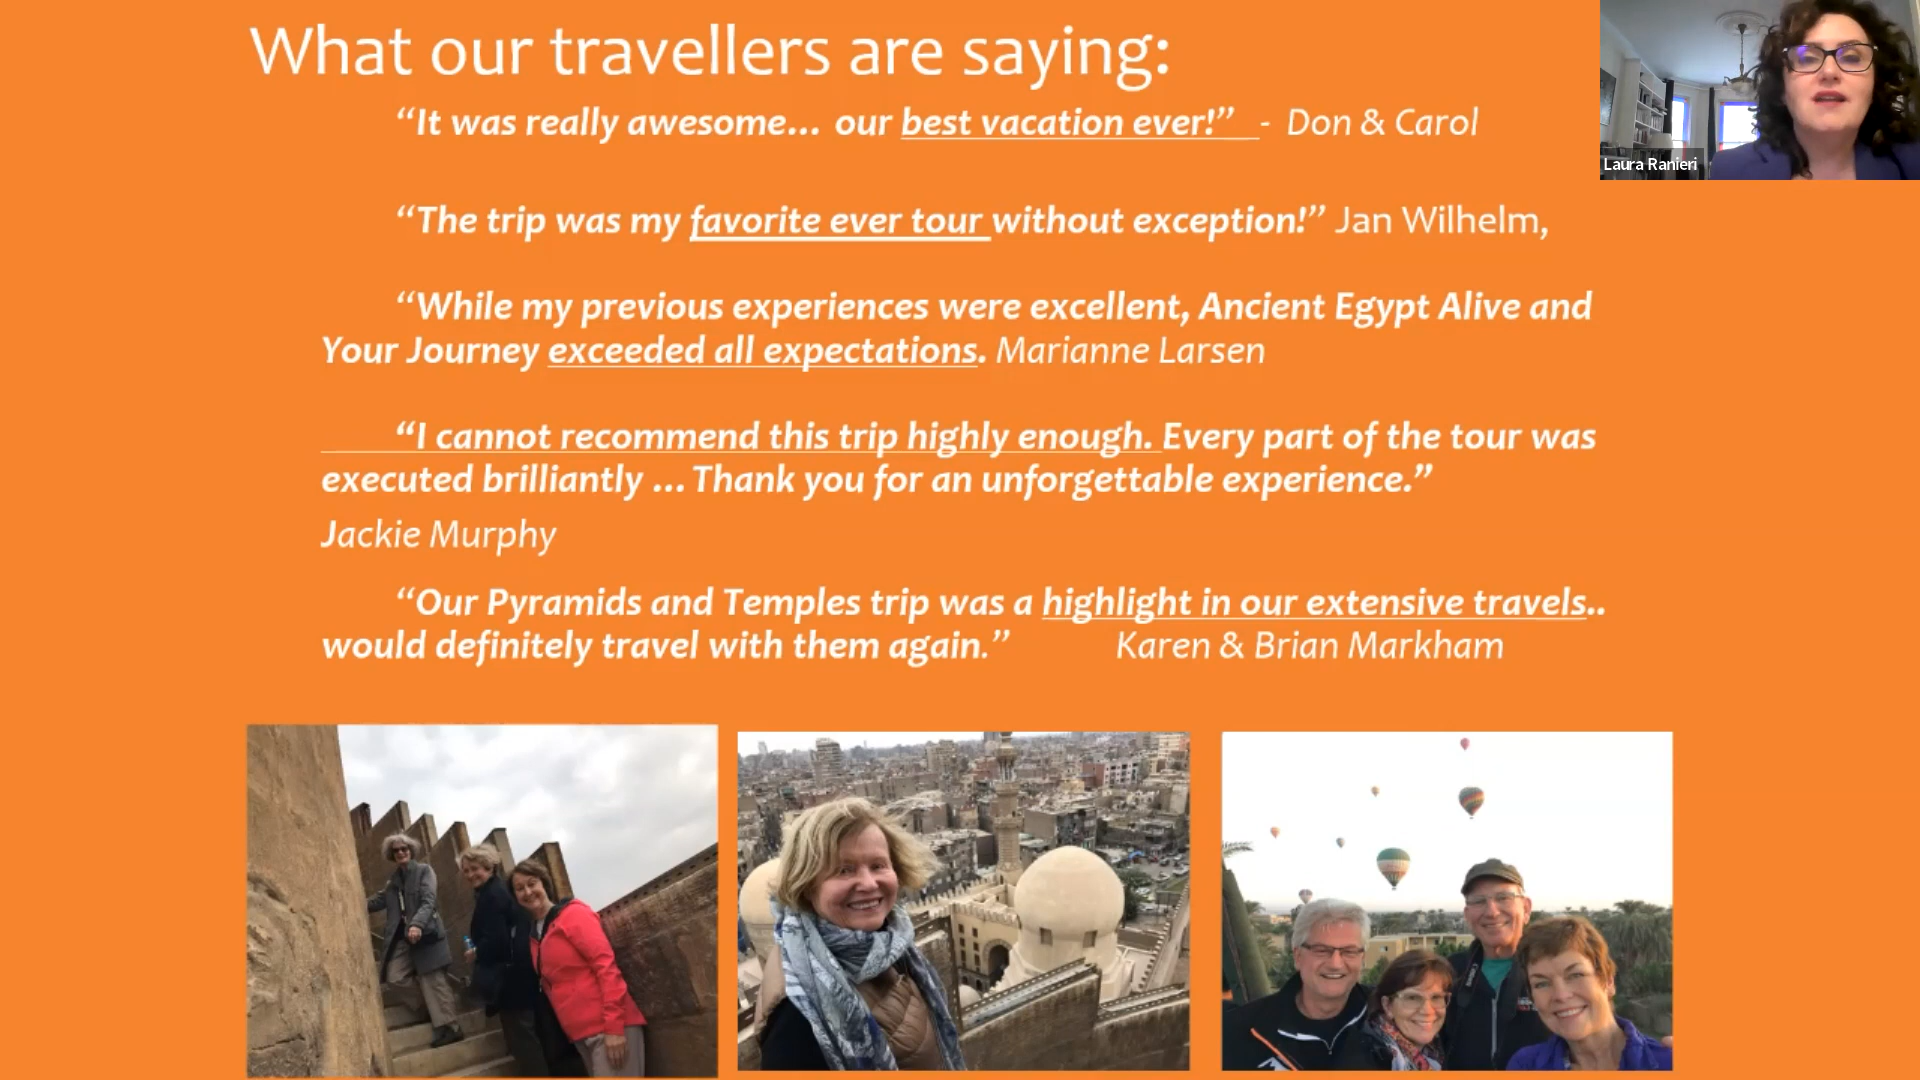 What our travellers are saying:
“It was really awesome… our best vacation ever!” - Don & Carol
Laura Ranieri
“The trip was my favorite ever tour without exception!” Jan Wilhelm,
“While my previous experiences were excellent, Ancient Egypt Alive and
Your Journey exceeded all expectations. Marianne Larsen
“I cannot recommend this trip highly enough. Every part of the tour was
executed brilliantly … Thank you for an unforgettable experience.”
Jackie Murphy
“Our Pyramids and Temples trip was a highlight in our extensive travels..
would definitely travel with them again.” Karen & Brian Markham